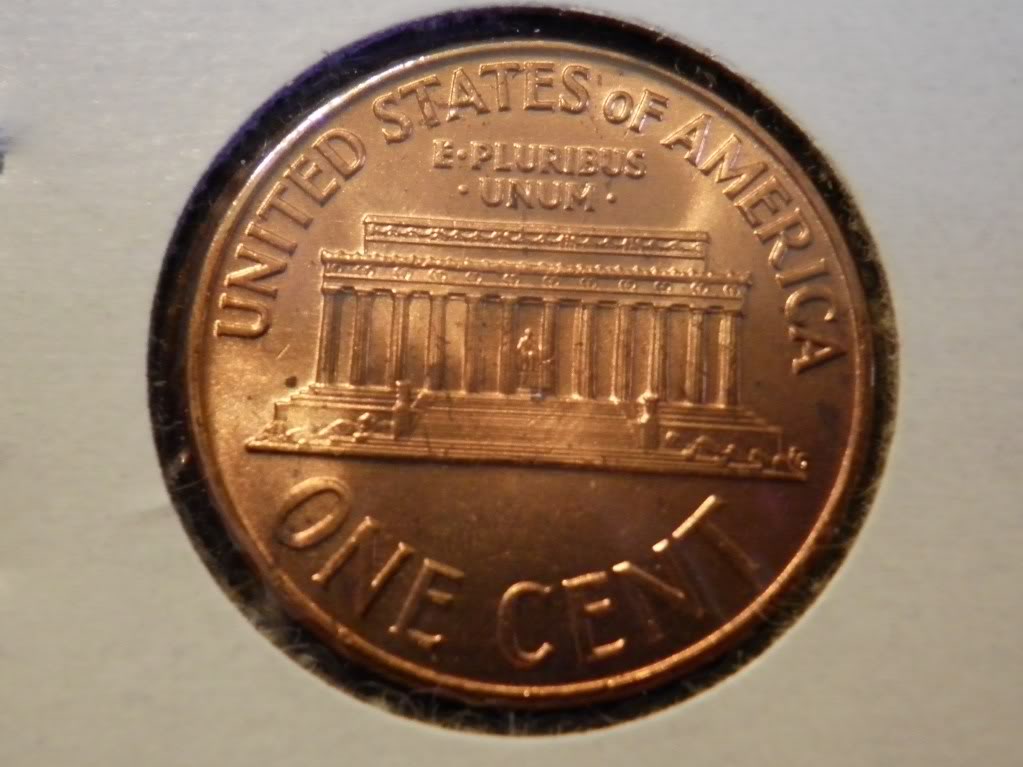 UNITED STATES OF AMERICA
E·PLURIBUS
·UNUM·
ONE CENT